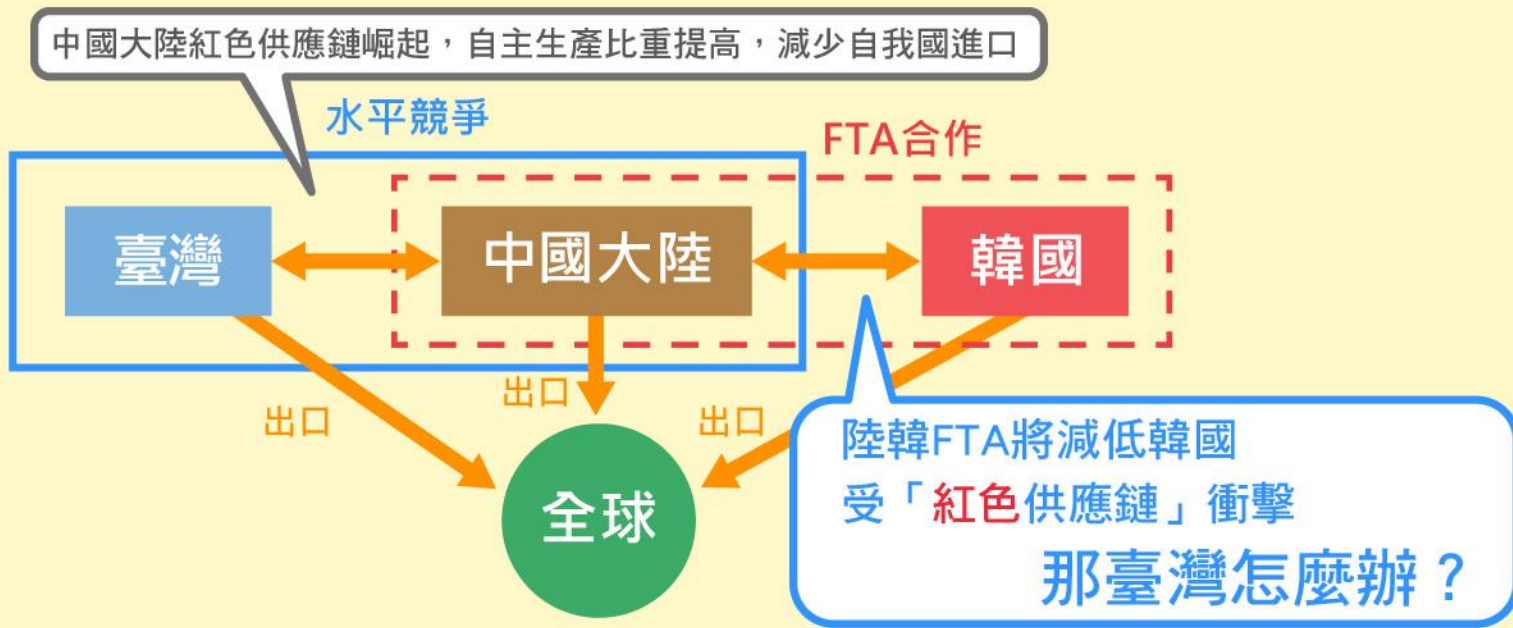 中國大陸紅色供應鏈崛起，自主生產比重提高，減少自我國進口
水平競爭
FTA合作
臺灣
中國大陸
韓國
出口
出口
出口
全球
陸韓FTA將減低韓國
受「紅色供應鏈」衝擊
那臺灣怎麼辦？